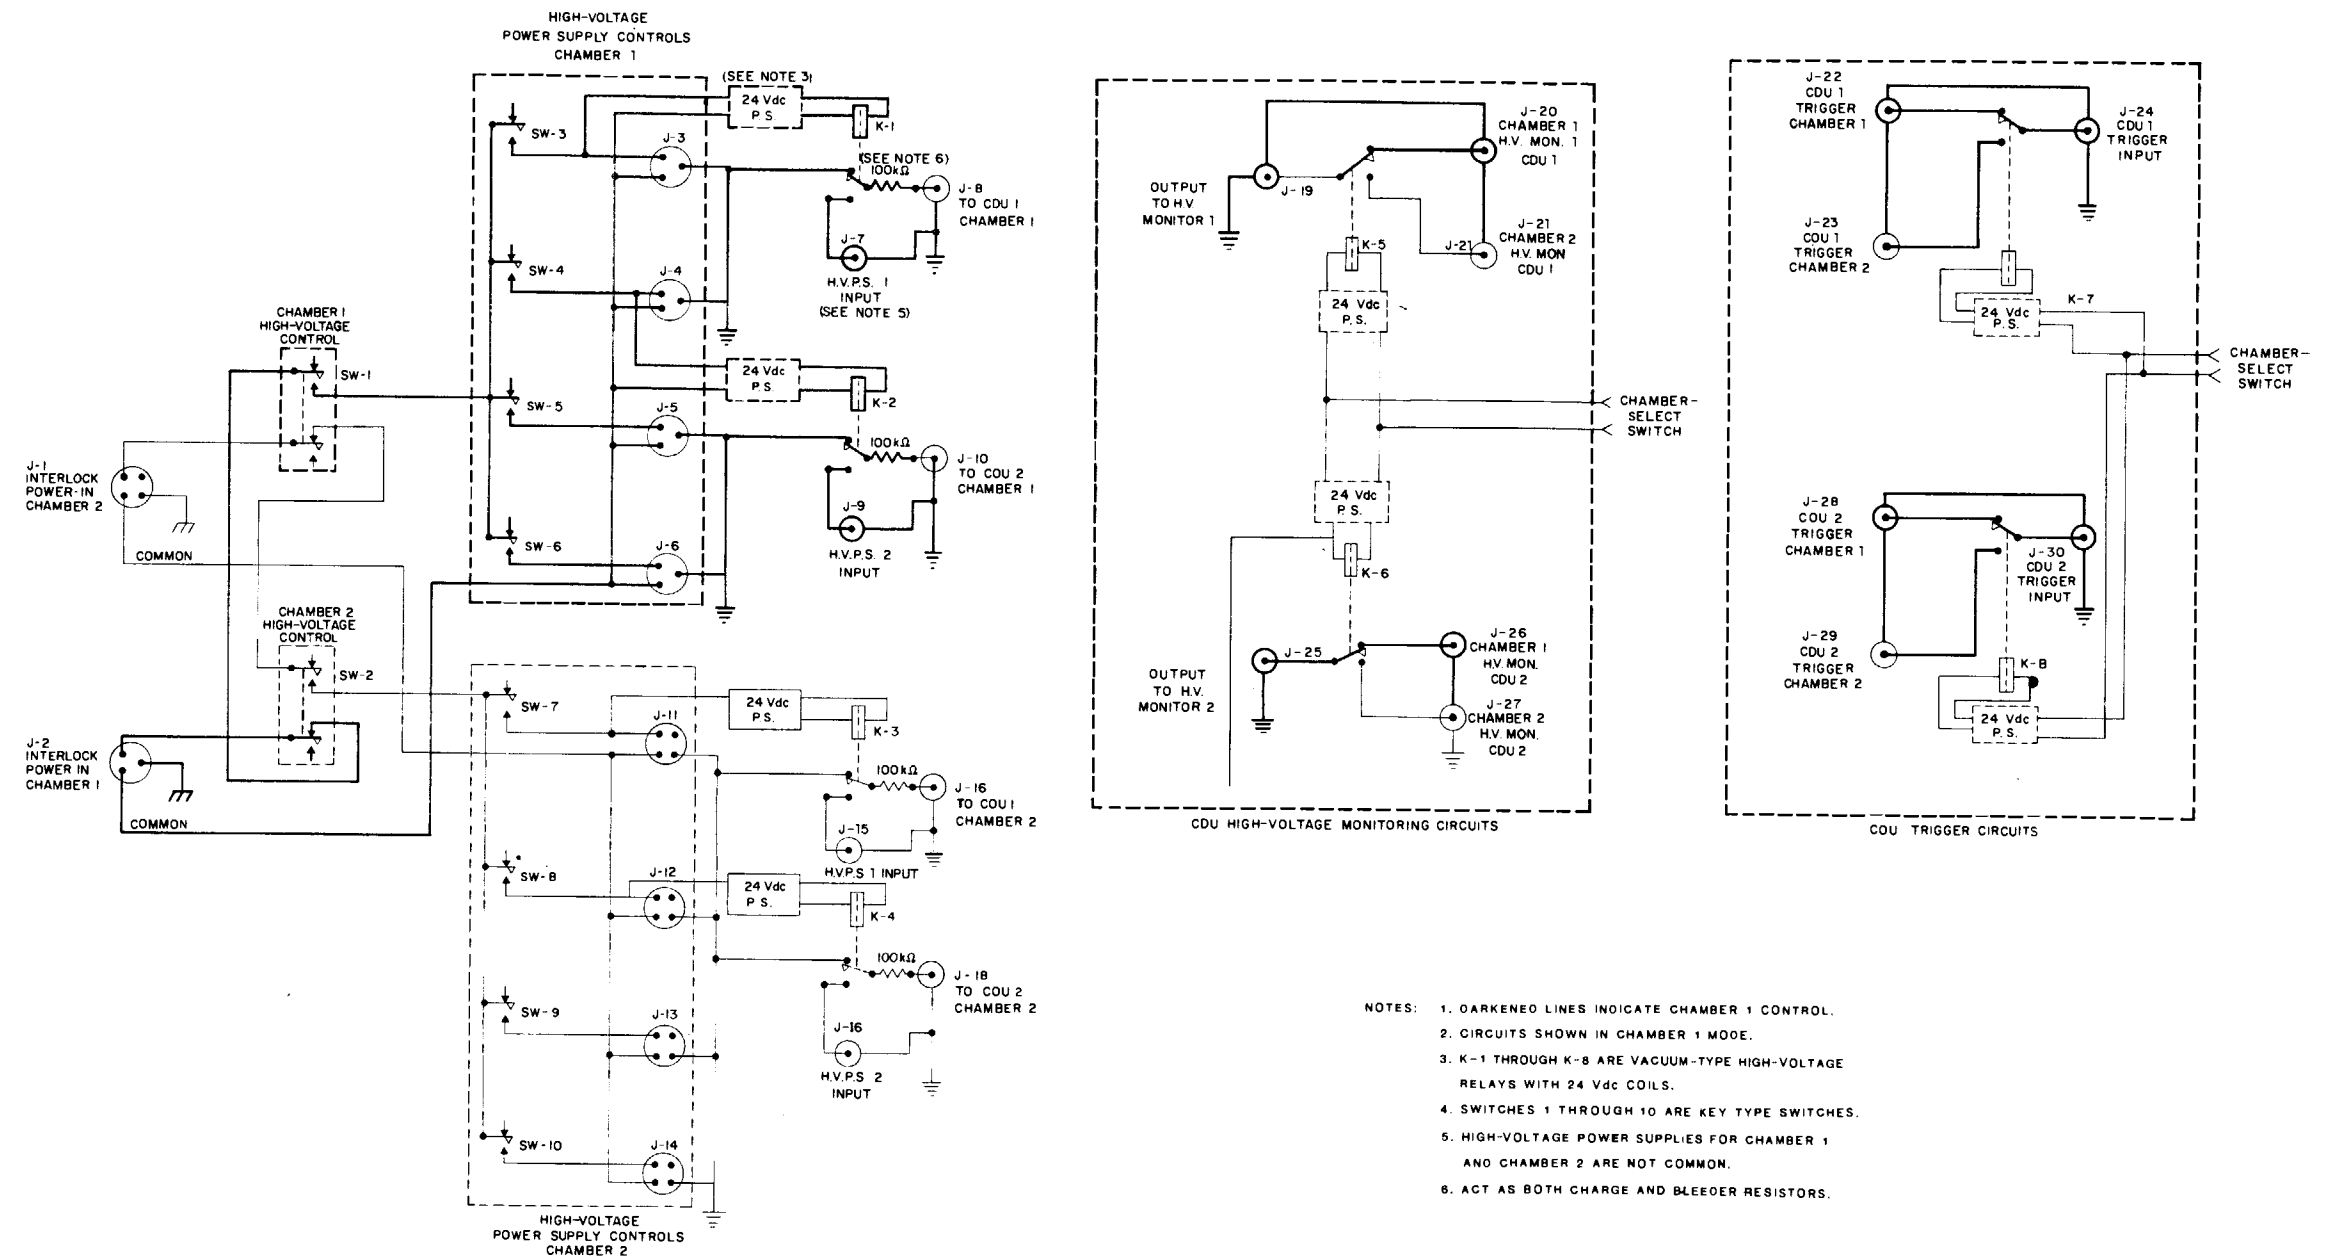 HIGH-VOLTAGE
POWER SUPPLY CONTROLS
CHAMBER 1
(SEE NOTE 3)
24 Vdc
P.S.
K-1
SW-3
J-3
(SEE NOTE 6)
100kΩ
J-8
TO CDU 1
CHAMBER 1
J-7
H.V.P.S. 1
INPUT
(SEE NOTE 5)
SW-4
J-4
CHAMBER 1
HIGH-VOLTAGE
CONTROL
SW-1
24 Vdc
P.S.
K-2
SW-5
J-5
100kΩ
J-10
TO COU 2
CHAMBER 1
J-9
H.V.P.S. 2
INPUT
J-1
INTERLOCK
POWER-IN
CHAMBER 2
COMMON
SW-6
J-6
CHAMBER 2
HIGH-VOLTAGE
CONTROL
SW-2
J-2
INTERLOCK
POWER IN
CHAMBER 1
COMMON
SW-7
J-11
24 Vdc
P.S.
K-3
100kΩ
J-16
TO COU 1
CHAMBER 2
J-15
H.V.P.S 1 INPUT
SW-8
J-12
24 Vdc
P S.
K-4
100kΩ
J-18
TO COU 2
CHAMBER 2
J-16
H.V.P.S 2
INPUT
SW-9
J-13
SW-10
J-14
HIGH-VOLTAGE
POWER SUPPLY CONTROLS
CHAMBER 2
J-20
CHAMBER 1
H.V. MON. 1
CDU 1
OUTPUT
TO H.V.
MONITOR 1
J-19
J-21
CHAMBER 2
H.V. MON
CDU 1
J-21
K-5
24 Vdc
P.S.
CHAMBER-
SELECT
SWITCH
24 Vdc
P.S.
K-6
J-25
J-26
CHAMBER 1
H.V. MON.
CDU 2
OUTPUT
TO H.V.
MONITOR 2
J-27
CHAMBER 2
H.V. MON.
CDU 2
CDU HIGH-VOLTAGE MONITORING CIRCUITS
J-22
CDU 1
TRIGGER
CHAMBER 1
J-24
CDU 1
TRIGGER
INPUT
J-23
COU 1
TRIGGER
CHAMBER 2
K-7
24 Vdc
P.S.
CHAMBER-
SELECT
SWITCH
J-28
COU 2
TRIGGER
CHAMBER 1
J-30
CDU 2
TRIGGER
INPUT
J-29
CDU 2
TRIGGER
CHAMBER 2
K-8
24 Vdc
P.S.
COU TRIGGER CIRCUITS
NOTES: 1. DARKENEO LINES INOICATE CHAMBER 1 CONTROL.
2. CIRCUITS SHOWN IN CHAMBER 1 MOOE.
3. K-1 THROUGH K-8 ARE VACUUM-TYPE HIGH-VOLTAGE
RELAYS WITH 24 Vdc COILS.
4. SWITCHES 1 THROUGH 10 ARE KEY TYPE SWITCHES.
5. HIGH-VOLTAGE POWER SUPPLIES FOR CHAMBER 1
ANO CHAMBER 2 ARE NOT COMMON.
6. ACT AS BOTH CHARGE AND BLEEDER RESISTORS.